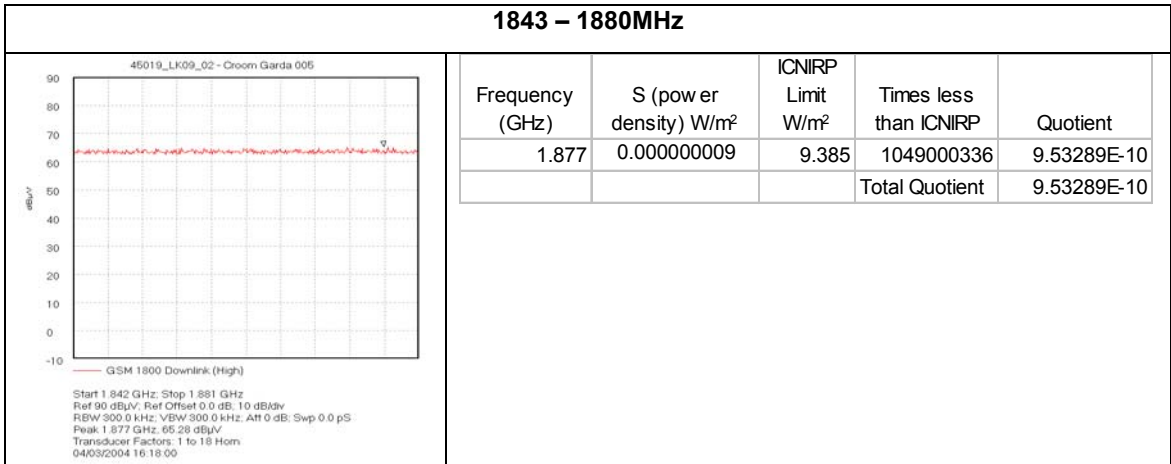 1843 – 1880MHz
45019_LK09_02 - Croom Garda 005
90
80
70
60
50
40
30
20
10
0
-10
dBµV
GSM 1800 Downlink (High)
Start 1.842 GHz; Stop 1.881 GHz
Ref 90 dBµV; Ref Offset 0.0 dB; 10 dB/div
RBW 300.0 kHz; VBW 300.0 kHz; Att 0 dB; Swp 0.0 pS
Peak 1.877 GHz, 65.28 dBµV
Transducer Factors: 1 to 18 Horn
04/03/2004 16:18:00
Frequency (GHz) S (pow er density) W/m² ICNIRP Limit W/m² Times less than ICNIRP Quotient
1.877 0.000000009 9.385 1049000336 9.53289E-10
Total Quotient 9.53289E-10